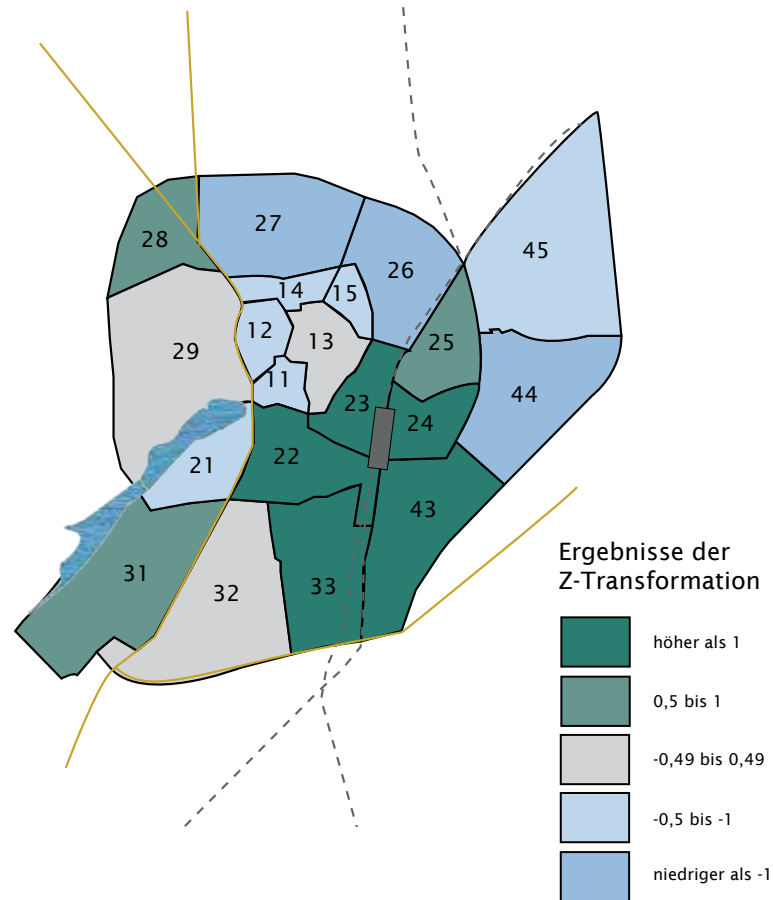 45
28
27
26
14
15
12
13
25
29
11
44
23
24
21
22
43
31
32
33
Ergebnisse der
Z-Transformation
höher als 1
0,5 bis 1
-0,49 bis 0,49
-0,5 bis -1
niedriger als -1